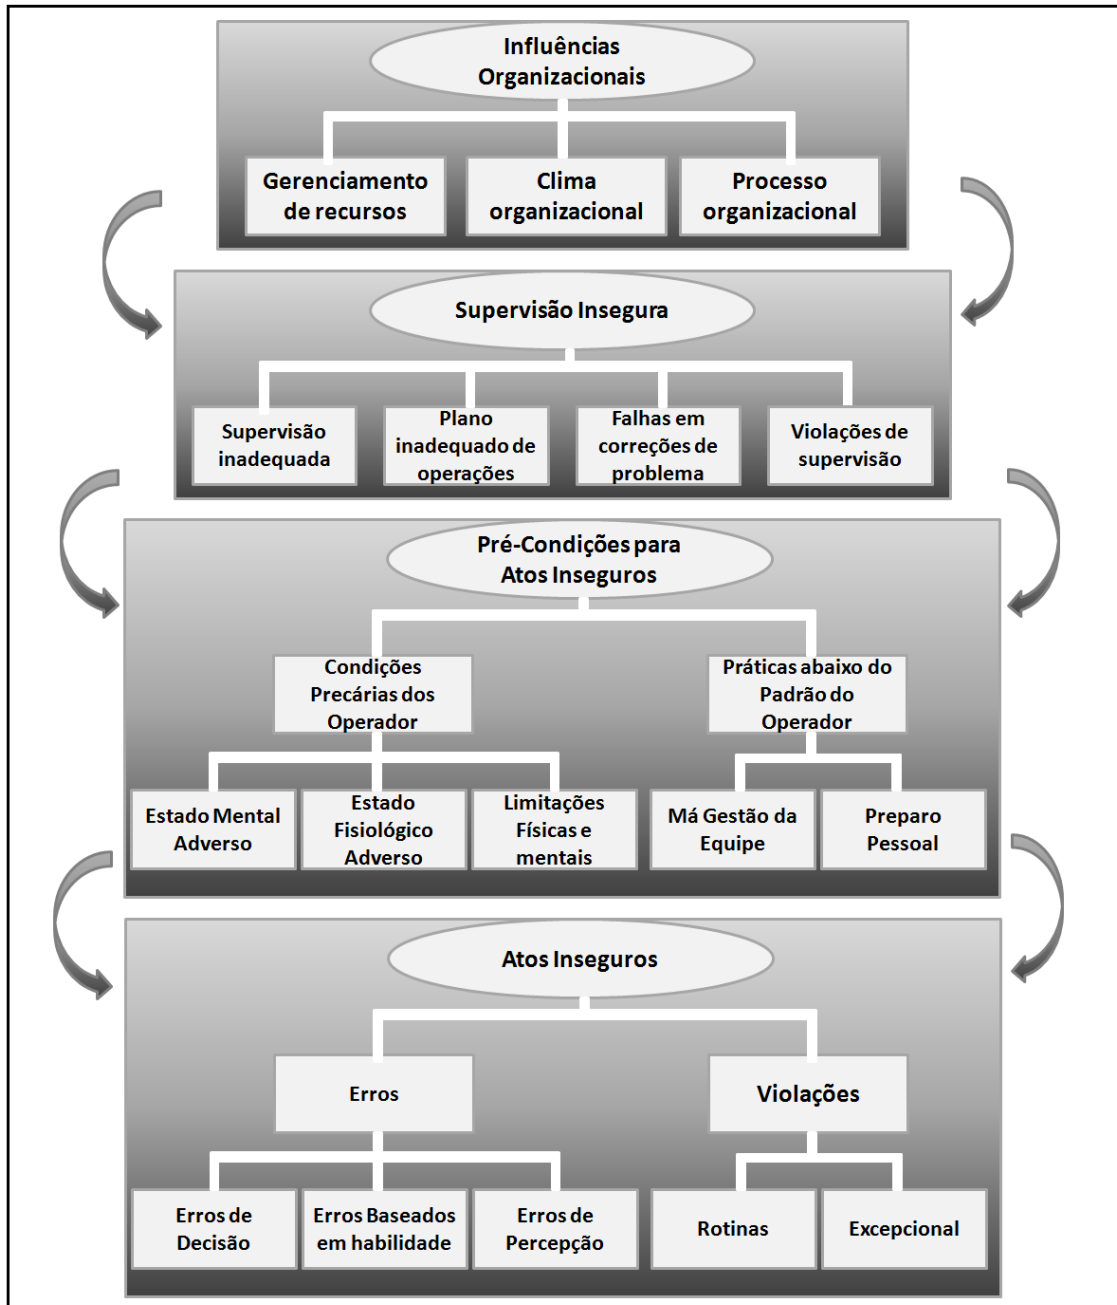 Influências
Organizacionais
Gerenciamento
de recursos
Clima
organizacional
Processo
organizacional
Supervisão Insegura
Supervisão
inadequada
Plano
inadequado de
operações
Falhas em
correções de
problema
Violações de
supervisão
Pré-Condições para
Atos Inseguros
Condições
Precárias dos
Operador
Práticas abaixo do
Padrão do
Operador
Estado Mental
Adverso
Estado
Fisiológico
Adverso
Limitações
Físicas e
mentais
Má Gestão da
Equipe
Preparo
Pessoal
Atos Inseguros
Erros
Violações
Erros de
Decisão
Erros Baseados
em habilidade
Erros de
Percepção
Rotinas
Excepcional